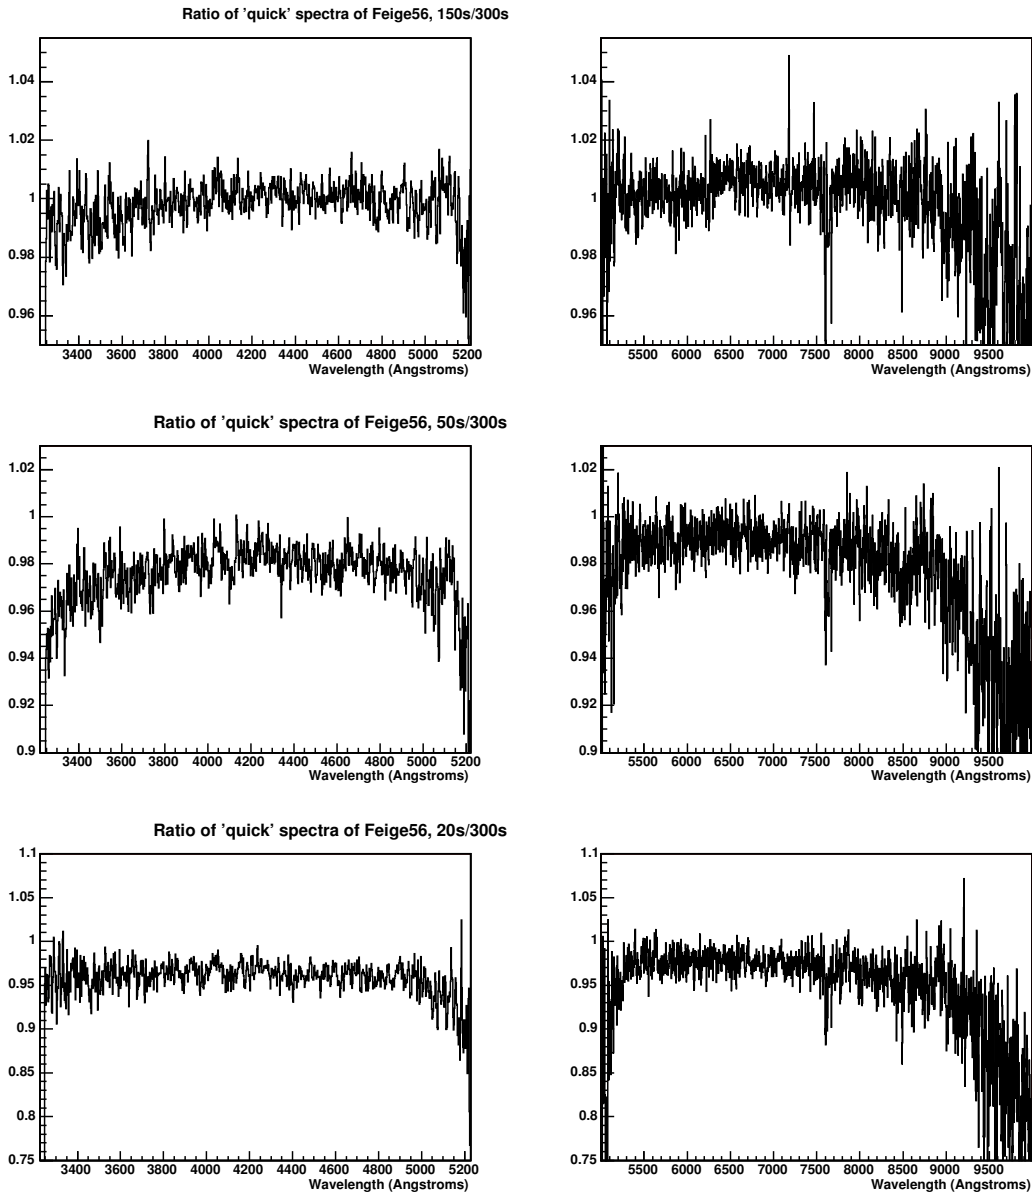 Ratio of 'quick' spectra of Feige56, 150s/300s
1.04
1.02
1
0.98
0.96
3400 3600 3800 4000 4200 4400 4600 4800 5000 5200
Wavelength (Angstroms)
1.04
1.02
1
0.98
0.96
5500 6000 6500 7000 7500 8000 8500 9000 9500
Wavelength (Angstroms)
Ratio of 'quick' spectra of Feige56, 50s/300s
1.02
1
0.98
0.96
0.94
0.92
0.9
3400 3600 3800 4000 4200 4400 4600 4800 5000 5200
Wavelength (Angstroms)
1.02
1
0.98
0.96
0.94
0.92
0.9
5500 6000 6500 7000 7500 8000 8500 9000 9500
Wavelength (Angstroms)
Ratio of 'quick' spectra of Feige56, 20s/300s
1.1
1.05
1
0.95
0.9
0.85
0.8
0.75
3400 3600 3800 4000 4200 4400 4600 4800 5000 5200
Wavelength (Angstroms)
1.1
1.05
1
0.95
0.9
0.85
0.8
0.75
5500 6000 6500 7000 7500 8000 8500 9000 9500
Wavelength (Angstroms)